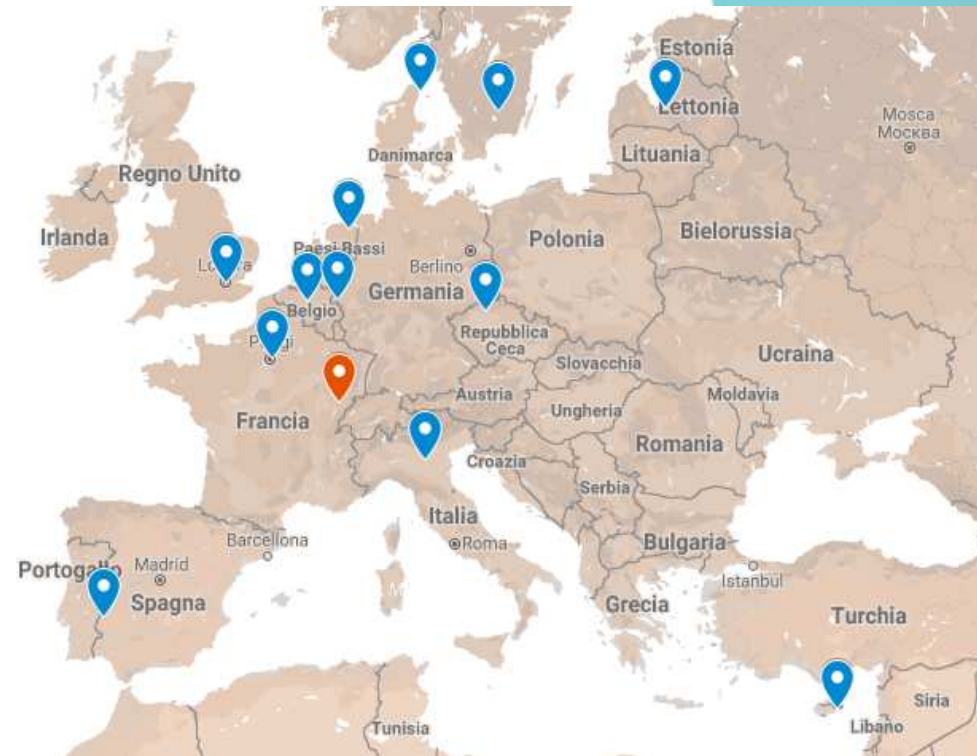 Estonia
Lettonia
Mosca
Москва
Danimarca
Lituania
Regno Unito
Irlanda
Paesi Bassi
Polonia
Bielorussia
Berlino
Germania
Belgio
Repubblica
Ceca
Slovacchia
Ucraina
Austria
Moldavia
Ungheria
Francia
Romania
Croazia
Serbia
Italia
Barcellona
Roma
Bulgaria
Portogallo
Madrid
Istanbul
Spagna
Grecia
Turchia
Siria
Libano
Tunisia